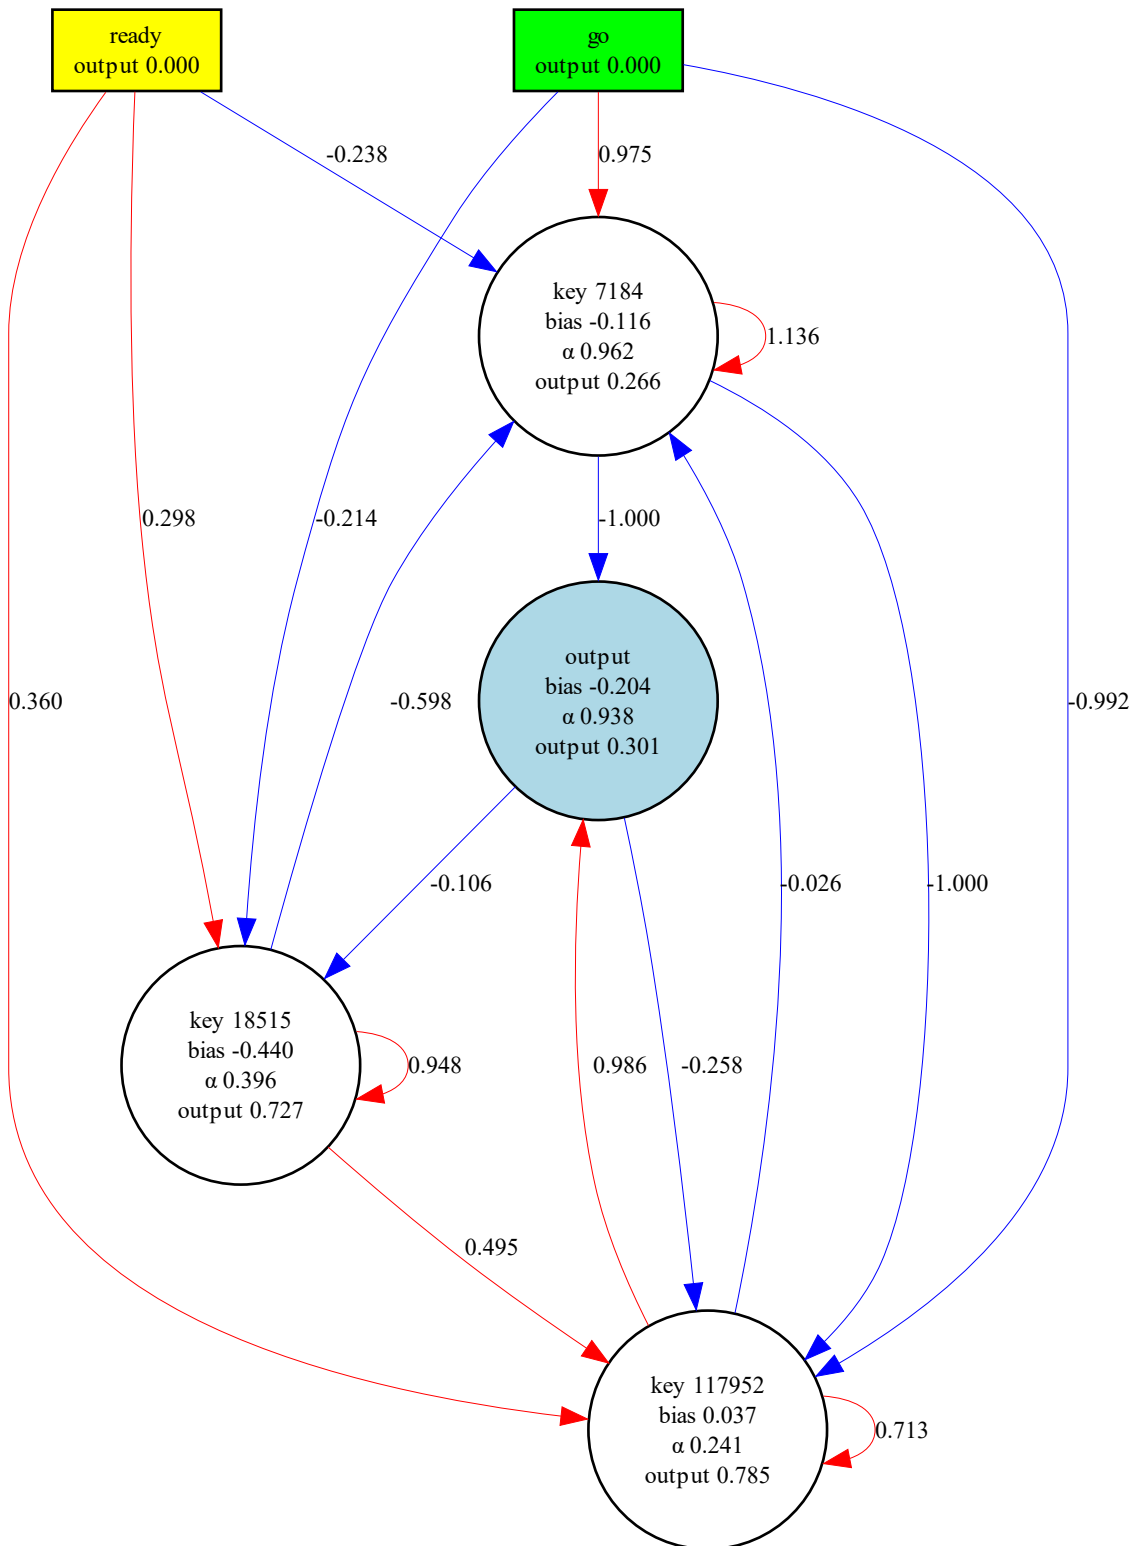 ready
output 0.000
go
output 0.000
-0.238
0.975
key 7184
bias -0.116
α 0.962
output 0.266
1.136
0.298
-0.214
-1.000
output
bias -0.204
α 0.938
output 0.301
0.360
-0.598
-0.992
-0.106
-0.026
-1.000
key 18515
bias -0.440
α 0.396
output 0.727
0.948
0.986
-0.258
0.495
key 117952
bias 0.037
α 0.241
output 0.785
0.713